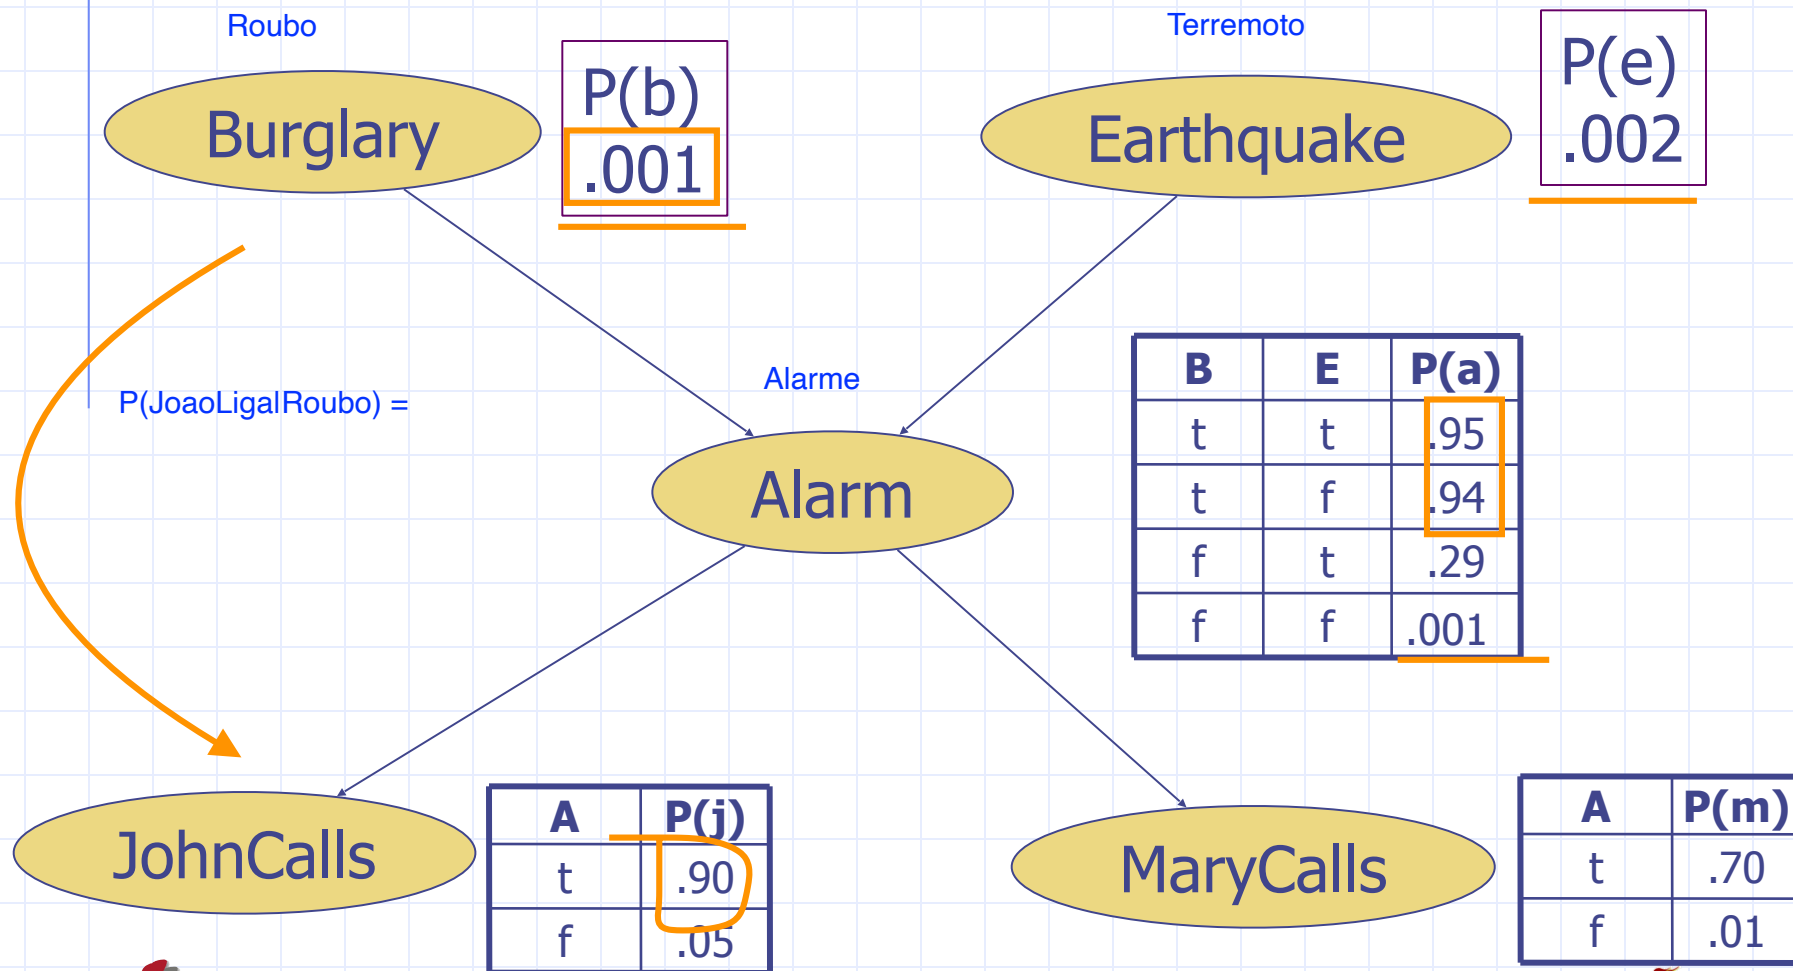 Roubo
Terremoto
Burglary
P(b)
.001
Earthquake
P(e)
.002
P(JoaoLigalRoubo) =
Alarme
Alarm
B E P(a)
t t .95
t f .94
f t .29
f f .001
JohnCalls
A P(j)
t .90
f .05
MaryCalls
A P(m)
t .70
f .01